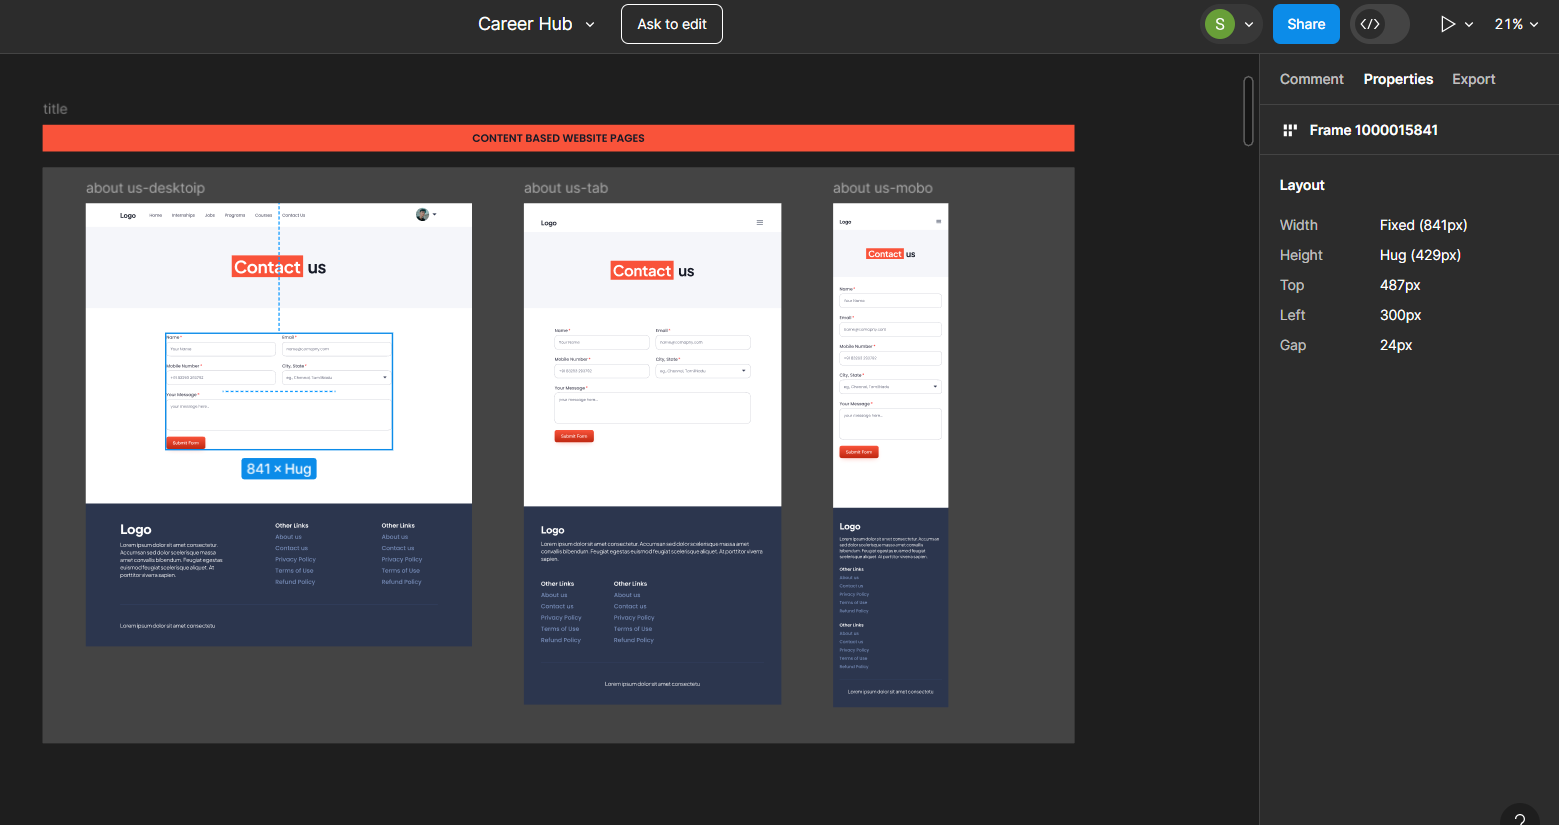 Career Hub
Ask to edit
S
Share
</>
21%
Comment Properties Export
Frame 1000015841
Layout
Width Fixed (841px)
Height Hug (429px)
Top 487px
Left 300px
Gap 24px
title
CONTENT BASED WEBSITE PAGES
about us-desktoip
Logo Home Internships Jobs Programs Courses Contact Us
Contact us
Name* Email*
Your Name name@company.com
Mobile Number* City, State*
+91 82093 293792 eg., Chennai, TamilNadu
Your Message*
your message here...
Submit Form
841 × Hug
Logo
Lorem ipsum dolor sit amet consectetur.
Accumsan sed dolor scelerisque massa
amet convallis bibendum. Feugiat egestas
euismod feugiat scelerisque aliquet. At
porttitor viverra sapien.
Other Links
About us
Contact us
Privacy Policy
Terms of Use
Refund Policy
Other Links
About us
Contact us
Privacy Policy
Terms of Use
Refund Policy
Lorem ipsum dolor sit amet consectetu
about us-tab
Logo
Contact us
Name* Email*
Your Name name@company.com
Mobile Number* City, State*
+91 82093 293792 eg., Chennai, TamilNadu
Your Message*
your message here...
Submit Form
Logo
Lorem ipsum dolor sit amet consectetur. Accumsan sed dolor scelerisque massa amet
convallis bibendum. Feugiat egestas euismod feugiat scelerisque aliquet. At porttitor viverra
sapien.
Other Links
About us
Contact us
Privacy Policy
Terms of Use
Refund Policy
Other Links
About us
Contact us
Privacy Policy
Terms of Use
Refund Policy
Lorem ipsum dolor sit amet consectetu
about us-mobo
Logo
Contact us
Name*
Your Name
Email*
name@company.com
Mobile Number*
City, State*
eg., Chennai, TamilNadu
Your Message*
your message here...
Submit Form
Logo
Lorem ipsum dolor sit amet consectetur. Accumsan
sed dolor scelerisque massa amet convallis
bibendum. Feugiat egestas euismod feugiat
scelerisque aliquet. At porttitor viverra sapien.
Other Links
About us
Contact us
Privacy Policy
Terms of Use
Refund Policy
Other Links
About us
Contact us
Privacy Policy
Terms of Use
Refund Policy
Lorem ipsum dolor sit amet consectetu
?